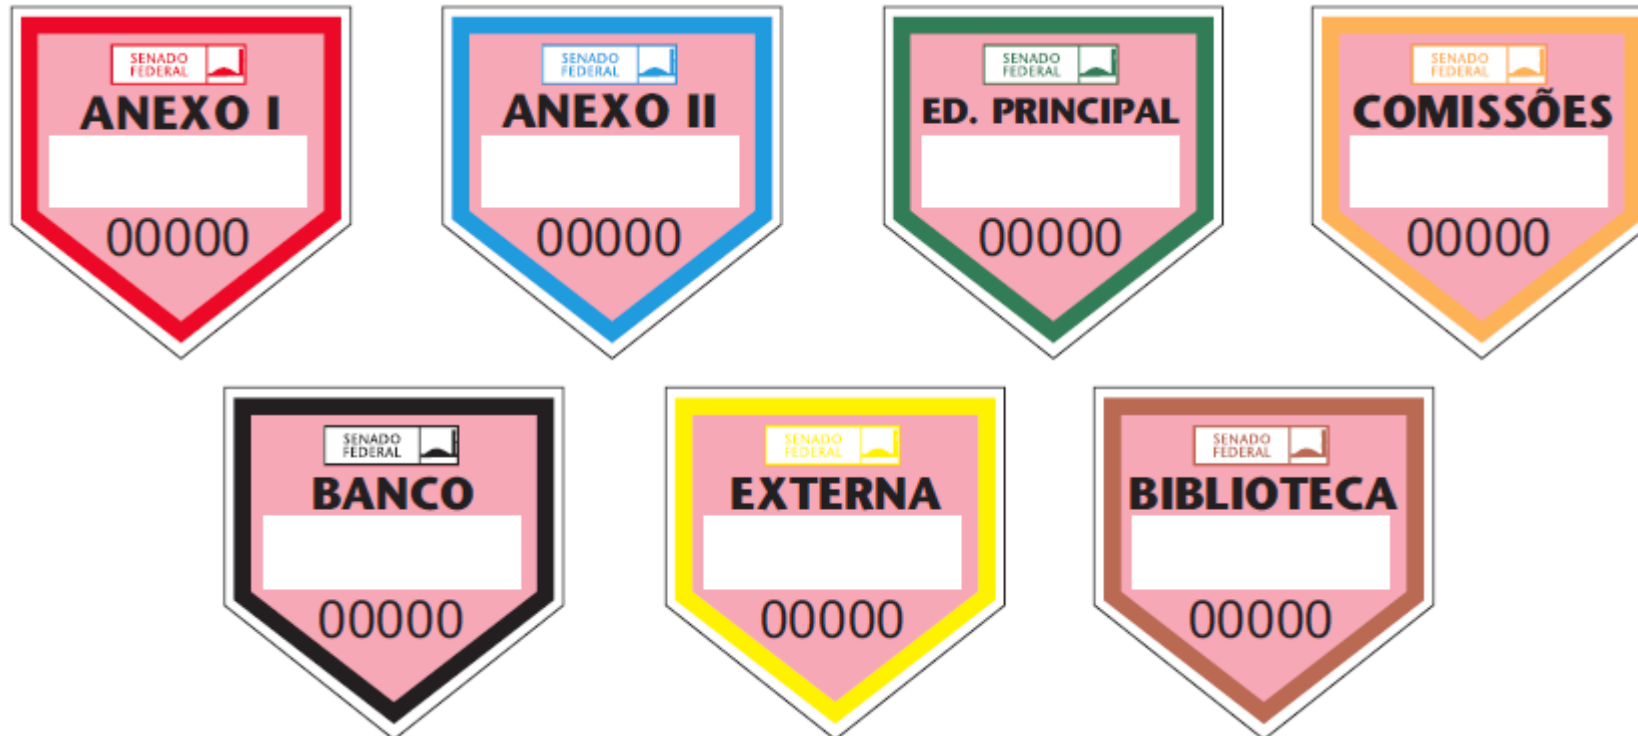 SENADO
FEDERAL
ANEXO I
00000
SENADO
FEDERAL
ANEXO II
00000
SENADO
FEDERAL
ED. PRINCIPAL
00000
SENADO
FEDERAL
COMISSÕES
00000
SENADO
FEDERAL
BANCO
00000
SENADO
FEDERAL
EXTERNA
00000
SENADO
FEDERAL
BIBLIOTECA
00000